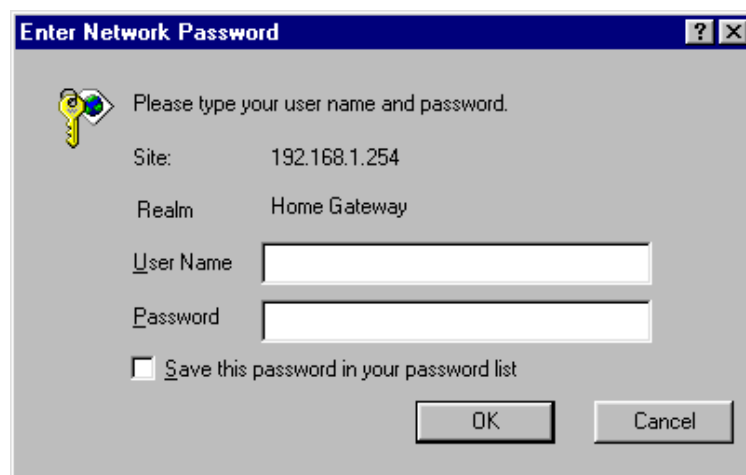 Enter Network Password
Please type your user name and password.
Site: 192.168.1.254
Realm Home Gateway
User Name
Password
Save this password in your password list
OK Cancel